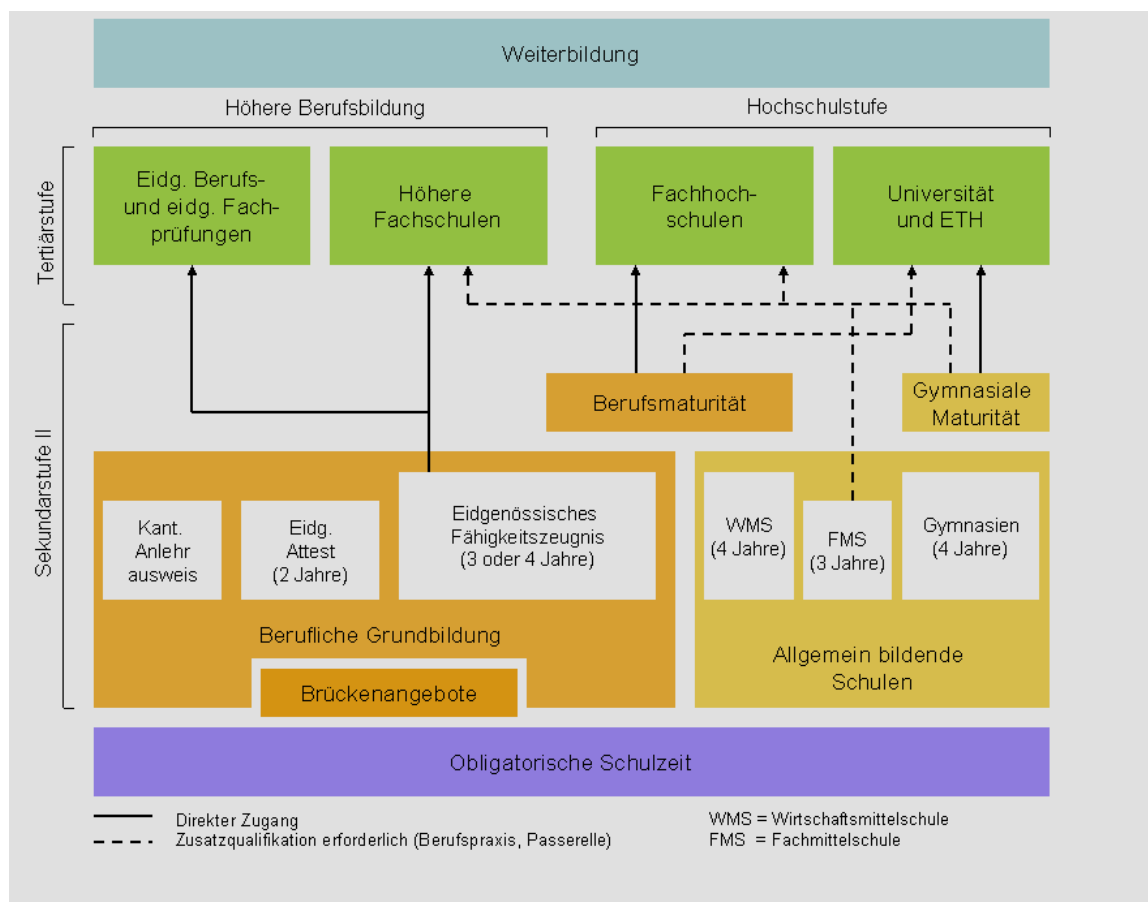 Weiterbildung
Höhere Berufsbildung
Hochschulstufe
Tertiärstufe
Eidg. Berufs-
und eidg. Fach-
prüfungen
Höhere
Fachschulen
Fachhoch-
schulen
Universität
und ETH
Sekundarstufe II
Berufsmaturität
Gymnasiale
Maturität
Kant.
Anlehr
ausweis
Eidg.
Attest
(2 Jahre)
Eidgenössisches
Fähigkeitszeugnis
(3 oder 4 Jahre)
WMS
(4 Jahre)
FMS
(3 Jahre)
Gymnasien
(4 Jahre)
Berufliche Grundbildung
Allgemein bildende
Schulen
Brückenangebote
Obligatorische Schulzeit
Direkter Zugang
Zusatzqualifikation erforderlich (Berufspraxis, Passerelle)
WMS = Wirtschaftsmittelschule
FMS = Fachmittelschule